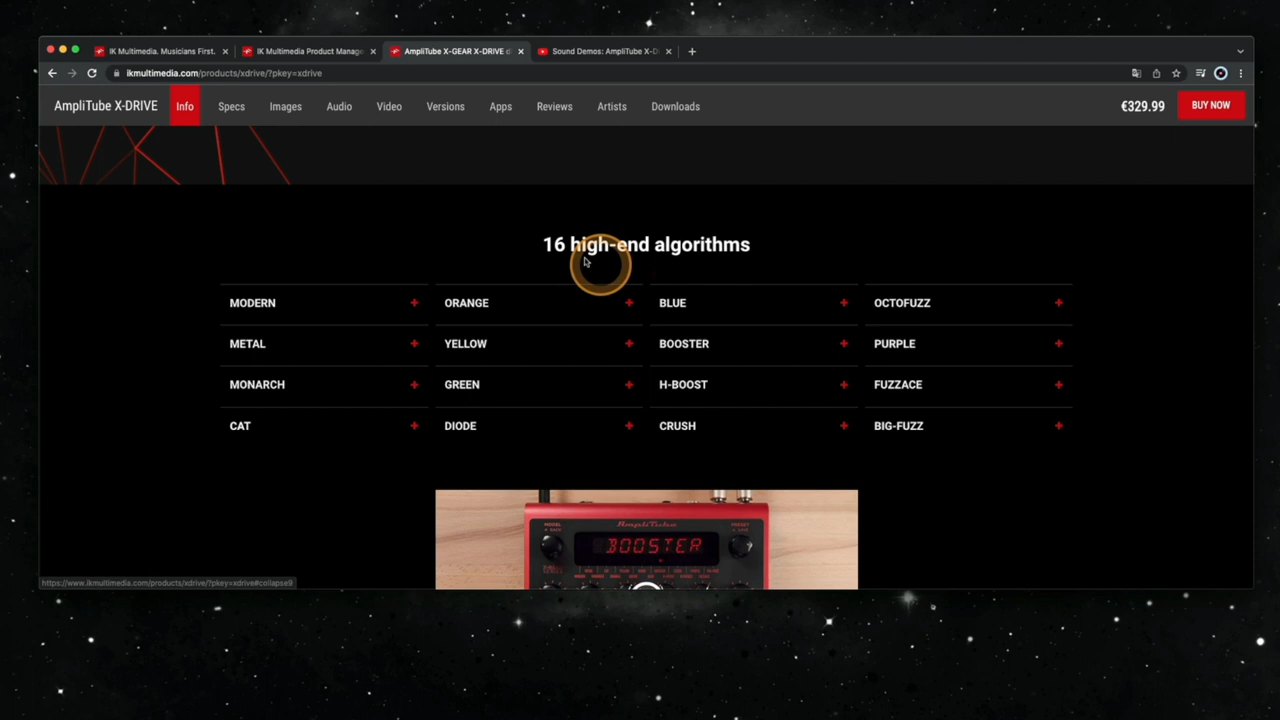 IK Multimedia. Musicians First.
IK Multimedia Product Manage
AmpliTube X-GEAR X-DRIVE d
Sound Demos: AmpliTube X-D
ikmultimedia.com/products/xdrive/?pkey=xdrive
AmpliTube X-DRIVE Info Specs Images Audio Video Versions Apps Reviews Artists Downloads €329.99 BUY NOW
16 high-end algorithms
MODERN + ORANGE + BLUE + OCTOFUZZ +
METAL + YELLOW + BOOSTER + PURPLE +
MONARCH + GREEN + H-BOOST + FUZZACE +
CAT + DIODE + CRUSH + BIG-FUZZ +
AmpliTube
MODEL PRESET
BOOSTER
https://www.ikmultimedia.com/products/xdrive/?pkey=xdrive#collapse9